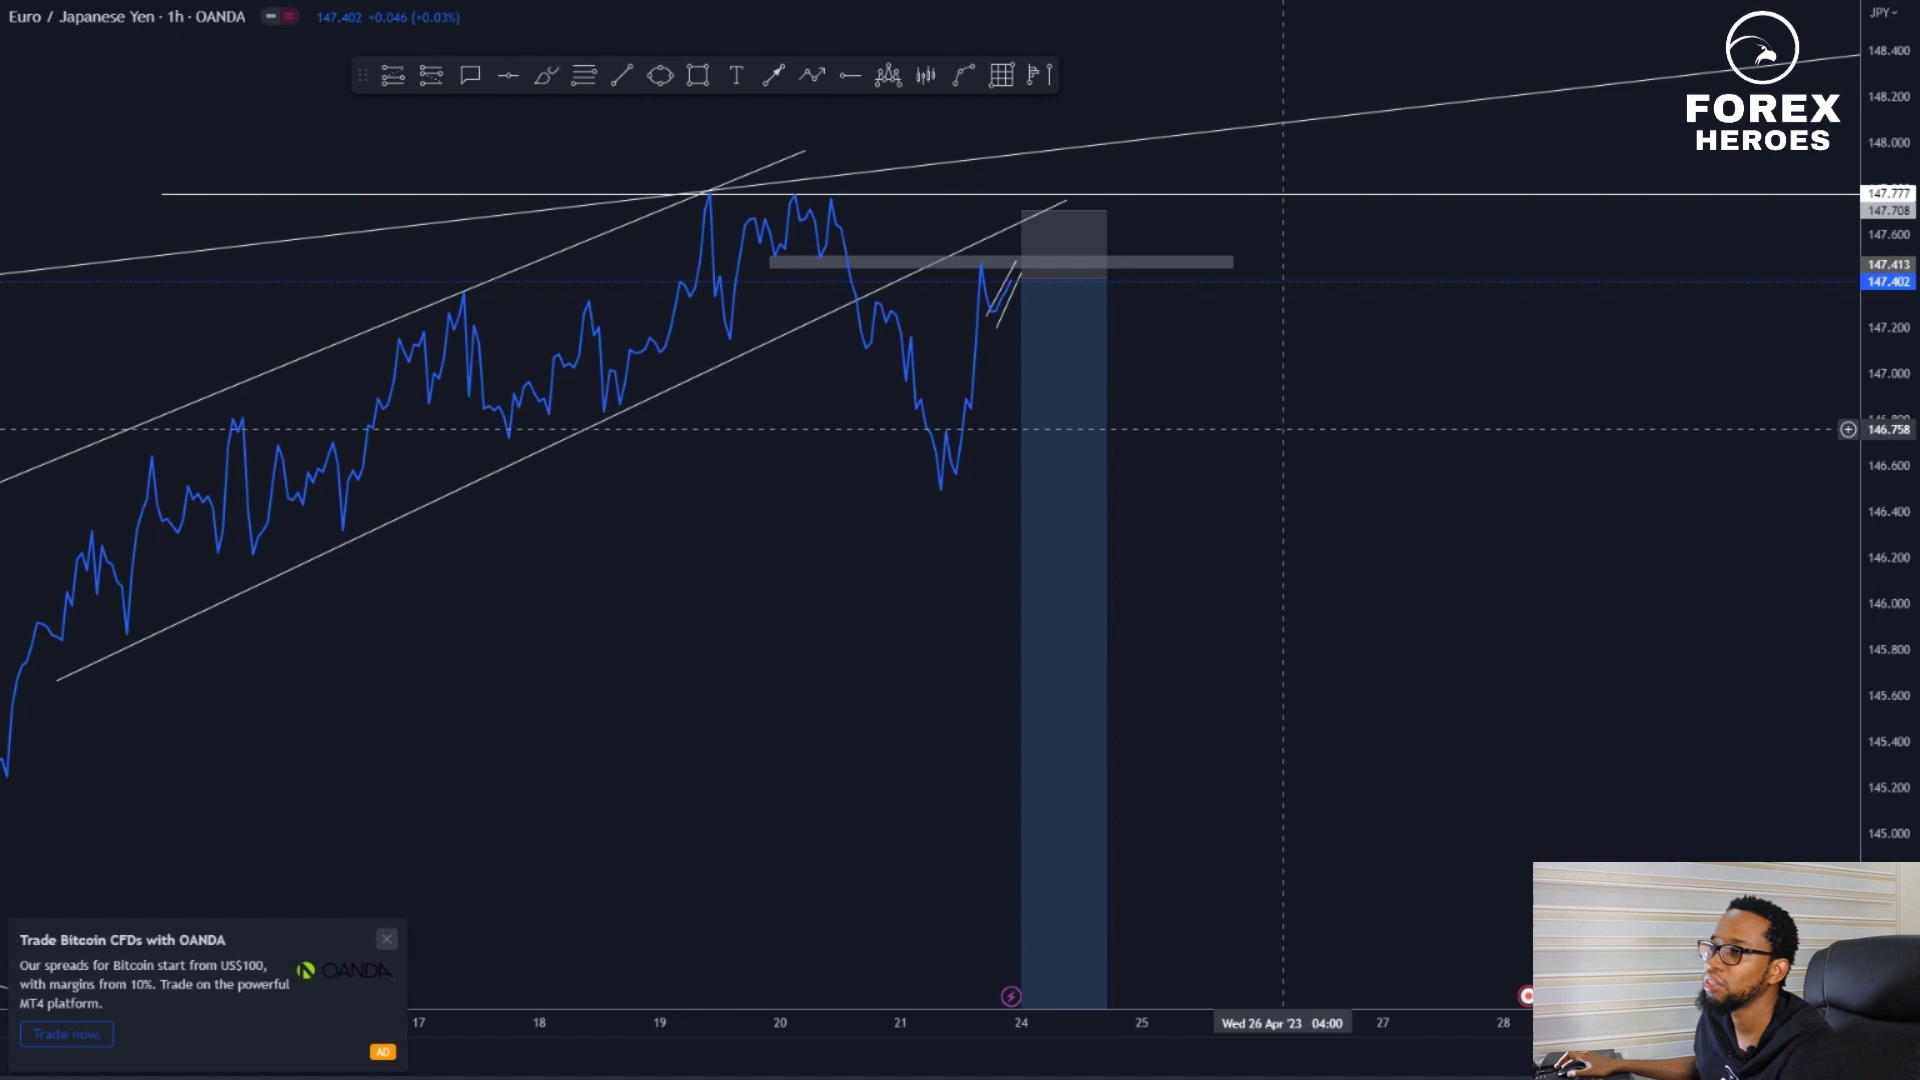 Euro / Japanese Yen · 1h · OANDA
147.402 +0.046 (+0.03%)
JPY
148.400
FOREX
HEROES
148.200
148.000
147.777
147.708
147.600
147.413
147.402
147.200
147.000
146.758
146.600
146.400
146.200
146.000
145.800
145.600
145.400
145.200
145.000
Trade Bitcoin CFDs with OANDA
Our spreads for Bitcoin start from US$100,
with margins from 10%. Trade on the powerful
MT4 platform.
OANDA
Trade now.
AD
17
18
19
20
21
24
25
Wed 26 Apr '23 04:00
27
28